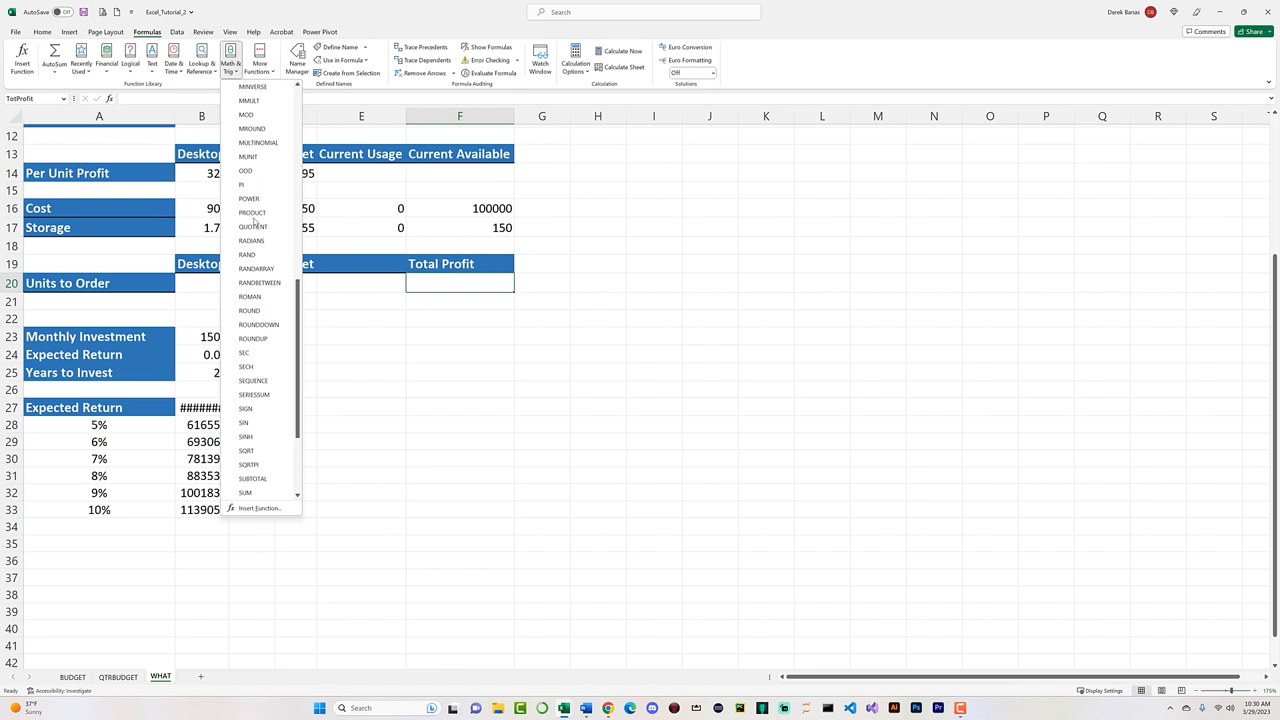 AutoSave Off Excel_Tutorial_2 Search Derek Banas DB
File Home Insert Page Layout Formulas Data Review View Help Acrobat Power Pivot Comments Share
Insert Function
AutoSum
Recently Used
Financial
Logical
Text
Date & Time
Lookup & Reference
Math & Trig
More Functions
Function Library
Name Manager
Define Name
Use in Formula
Create from Selection
Defined Names
Trace Precedents
Trace Dependents
Remove Arrows
Show Formulas
Error Checking
Evaluate Formula
Formula Auditing
Watch Window
Calculation Options
Calculate Now
Calculate Sheet
Calculation
Euro Conversion
Euro Formatting
Off
Solutions
TotProfit fx
A B E F G H I J K L M N O P Q R S
12
13 Deskto et Current Usage Current Available
14 Per Unit Profit 32 95
15
16 Cost 90 50 0 100000
17 Storage 1.7 55 0 150
18
19 Deskto et Total Profit
20 Units to Order
21
22
23 Monthly Investment 150
24 Expected Return 0.0
25 Years to Invest 2
26
27 Expected Return #######
28 5% 61655
29 6% 69306
30 7% 78139
31 8% 88353
32 9% 100183
33 10% 113905
34
35
36
37
38
39
40
41
42
MINVERSE
MMULT
MOD
MROUND
MULTINOMIAL
MUNIT
ODD
PI
POWER
PRODUCT
QUOTIENT
RADIANS
RAND
RANDARRAY
RANDBETWEEN
ROMAN
ROUND
ROUNDDOWN
ROUNDUP
SEC
SECH
SEQUENCE
SERIESSUM
SIGN
SIN
SINH
SQRT
SQRTPI
SUBTOTAL
SUM
fx Insert Function...
BUDGET QTRBUDGET WHAT
Ready Accessibility: Investigate Display Settings 175%
37°F
Sunny
Search
10:30 AM
3/29/2023